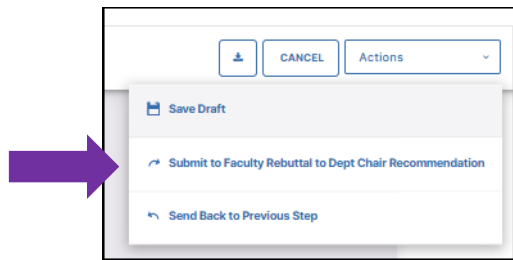 CANCEL Actions
Save Draft
Submit to Faculty Rebuttal to Dept Chair Recommendation
Send Back to Previous Step